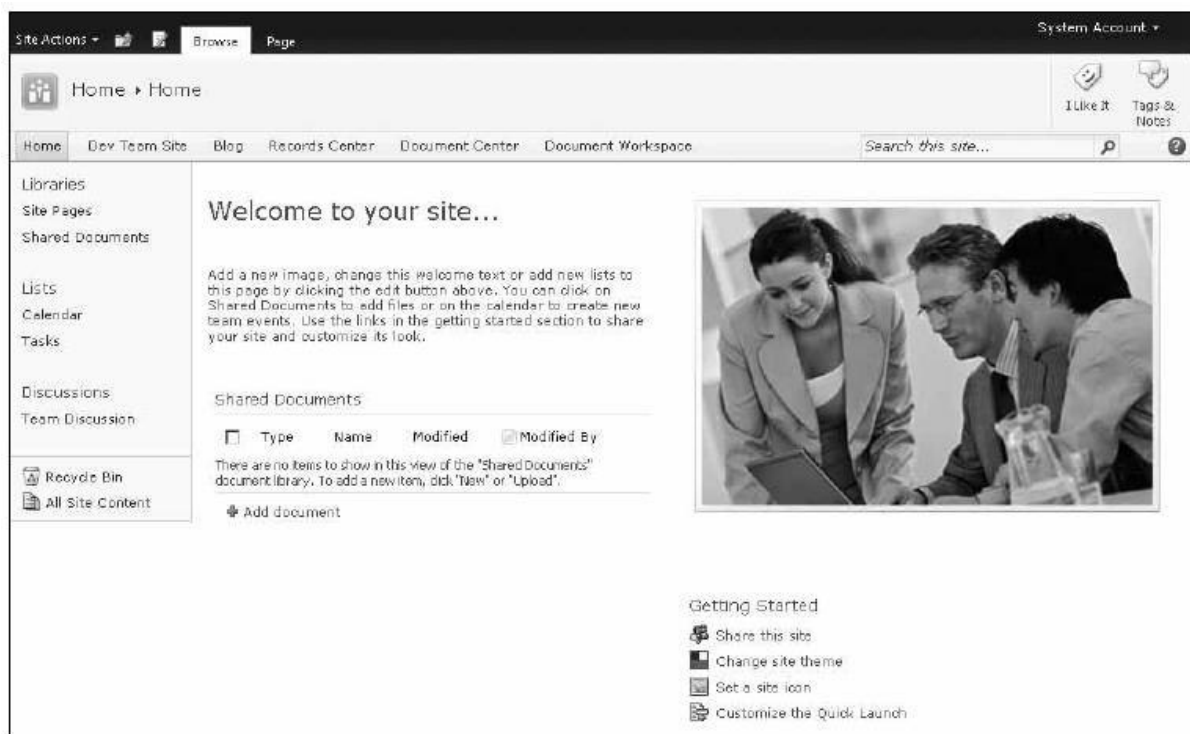 Site Actions Browse Page System Account
Home ▸ Home
I Like It Tags & Notes
Home Dev Team Site Blog Records Center Document Center Document Workspace Search this site...
Libraries
Site Pages
Shared Documents
Lists
Calendar
Tasks
Discussions
Team Discussion
Recycle Bin
All Site Content
Welcome to your site...
Add a new image, change this welcome text or add new lists to
this page by clicking the edit button above. You can click on
Shared Documents to add files or on the calendar to create new
team events. Use the links in the getting started section to share
your site and customize its look.
Shared Documents
Type Name Modified Modified By
There are no items to show in this view of the "Shared Documents"
document library. To add a new item, click "New" or "Upload".
Add document
Getting Started
Share this site
Change site theme
Set a site icon
Customize the Quick Launch